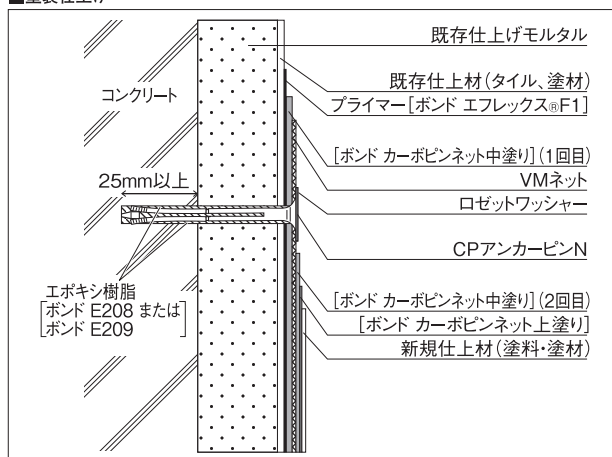 ■塗装仕上げ
既存仕上げモルタル
コンクリート
既存仕上材(タイル、塗材)
プライマー[ボンド エフレックス®F1]
[ボンド カーボピンネット中塗り](1回目)
25mm以上
VMネット
ロゼットワッシャー
CPアンカーピンN
エポキシ樹脂
[ボンド E208 または
ボンド E209]
[ボンド カーボピンネット中塗り](2回目)
[ボンド カーボピンネット上塗り]
新規仕上材(塗料・塗材)